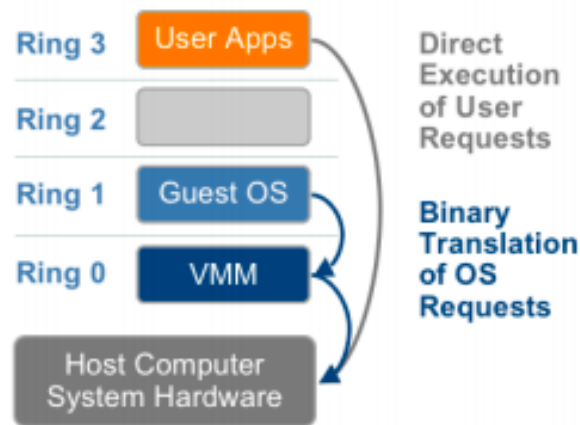 Ring 3
User Apps
Direct
Execution
of User
Requests
Ring 2
Ring 1
Guest OS
Binary
Translation
of OS
Requests
Ring 0
VMM
Host Computer
System Hardware